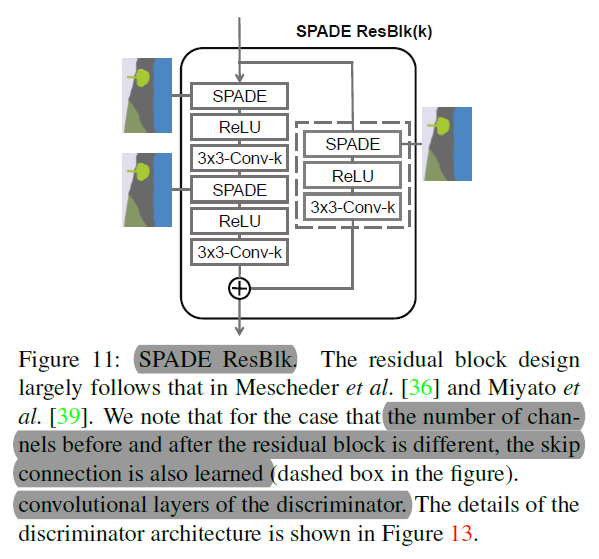 SPADE ResBlk(k)
SPADE
ReLU
3x3-Conv-k
SPADE
ReLU
3x3-Conv-k
SPADE
ReLU
3x3-Conv-k
Figure 11: SPADE ResBlk. The residual block design
largely follows that in Mescheder et al. [36] and Miyato et
al. [39]. We note that for the case that the number of chan-
nels before and after the residual block is different, the skip
connection is also learned (dashed box in the figure).
convolutional layers of the discriminator. The details of the
discriminator architecture is shown in Figure 13.